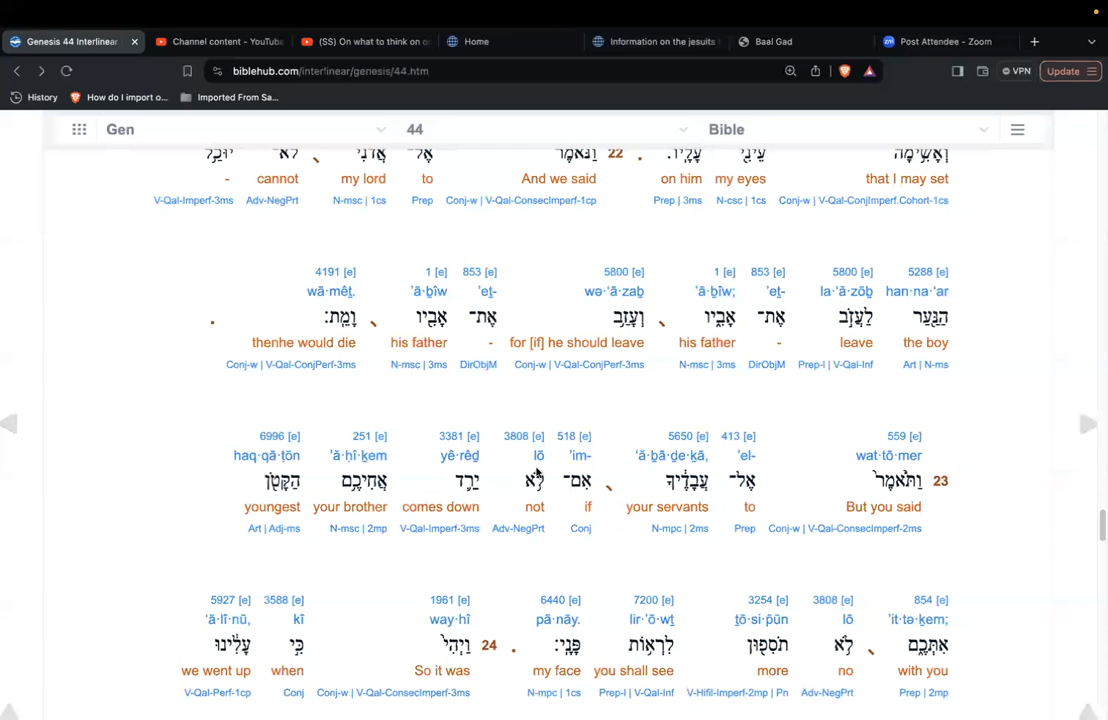 Genesis 44 Interlinear
Channel content - YouTube
(SS) On what to think on o
Home
Information on the jesuits
Baal Gad
Post Attendee - Zoom
biblehub.com/interlinear/genesis/44.htm
VPN
Update
History
How do I import o...
Imported From Sa...
Gen 44 Bible
וְאָשִׂ֥ימָה עֵינִ֖י עָלָֽיו׃ . 22 וַנֹּ֙אמֶר֙ אֶל־ אֲדֹנִ֔י 、 לֹא־ יוּכַ֥ל
that I may set my eyes on him And we said to my lord cannot -
Conj-w | V-Qal-ConjImperf.Cohort-1cs N-csc | 1cs Prep | 3ms Conj-w | V-Qal-ConsecImperf-1cp Prep N-msc | 1cs Adv-NegPrt V-Qal-Imperf-3ms
5288 [e] 5800 [e] 853 [e] 1 [e] 5800 [e] 853 [e] 1 [e] 4191 [e]
han·na·‘ar la·‘ă·zōḇ ’eṯ- ’ā·ḇîw; wə·‘ā·zaḇ ’eṯ- ’ā·ḇîw wā·mêṯ.
הַנַּ֖עַר לַעֲזֹ֣ב אֶת־ אָבִ֑יו 、 וְעָזַ֥ב אֶת־ אָבִ֖יו 、 וָמֵֽת׃ .
the boy leave - his father for [if] he should leave - his father thenhe would die
Art | N-ms Prep-l | V-Qal-Inf DirObjM N-msc | 3ms Conj-w | V-Qal-ConjPerf-3ms DirObjM N-msc | 3ms Conj-w | V-Qal-ConjPerf-3ms
559 [e] 413 [e] 5650 [e] 518 [e] 3808 [e] 3381 [e] 251 [e] 6996 [e]
wat·tō·mer ’el- ‘ă·ḇā·ḏe·ḵā, ’im- lō yê·rêḏ ’ă·ḥî·ḵem haq·qā·ṭōn
23 וַתֹּ֙אמֶר֙ אֶל־ עֲבָדֶ֔יךָ 、 אִם־ לֹ֥א יֵרֵ֛ד אֲחִיכֶ֥ם הַקָּטֹ֖ן
But you said to your servants if not comes down your brother youngest
Conj-w | V-Qal-ConsecImperf-2ms Prep N-mpc | 2ms Conj Adv-NegPrt V-Qal-Imperf-3ms N-msc | 2mp Art | Adj-ms
854 [e] 3808 [e] 3254 [e] 7200 [e] 6440 [e] 1961 [e] 3588 [e] 5927 [e]
’it·tə·ḵem; lō ṯō·si·p̄ūn lir·’ō·wṯ pā·nāy. way·hî kî ‘ā·lî·nū,
אִתְּכֶ֑ם 、 לֹ֥א תֹסִפ֖וּן לִרְא֥וֹת פָּנָֽי׃ . 24 וַיְהִי֙ כִּ֣י עָלִ֔ינוּ
with you no more you shall see my face So it was when we went up
Prep | 2mp Adv-NegPrt V-Hifil-Imperf-2mp | Pn Prep-l | V-Qal-Inf N-mpc | 1cs Conj-w | V-Qal-ConsecImperf-3ms Conj V-Qal-Perf-1cp